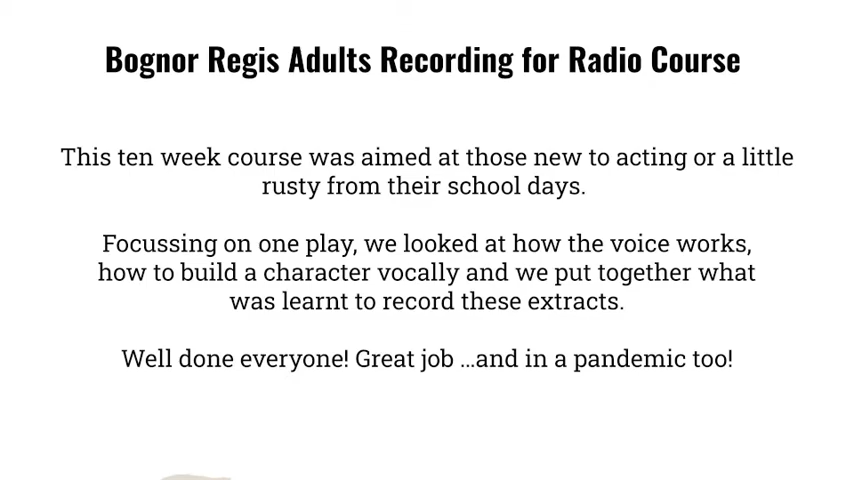 Bognor Regis Adults Recording for Radio Course
This ten week course was aimed at those new to acting or a little
rusty from their school days.
Focussing on one play, we looked at how the voice works,
how to build a character vocally and we put together what
was learnt to record these extracts.
Well done everyone! Great job …and in a pandemic too!